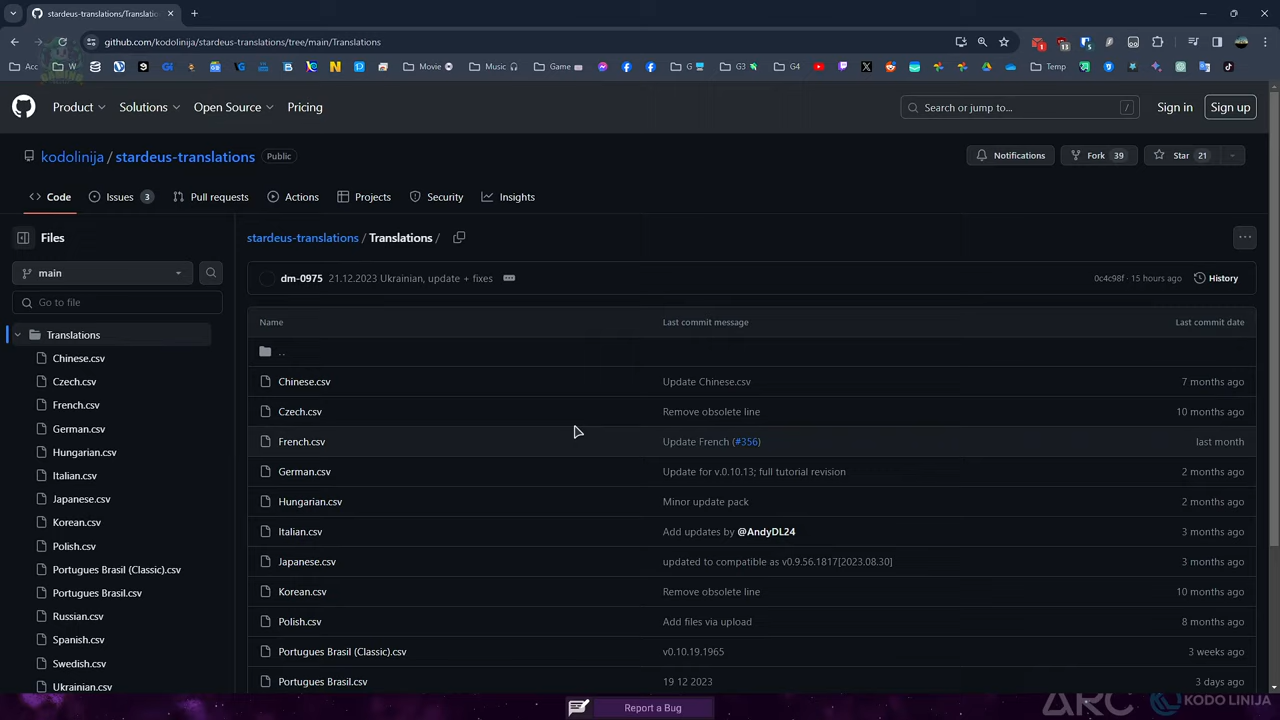 stardeus-translations/Translatio
github.com/kodolinija/stardeus-translations/tree/main/Translations
Movie
Music
Game
G3
G4
Temp
Product
Solutions
Open Source
Pricing
Search or jump to...
/
Sign in
Sign up
kodolinija / stardeus-translations
Public
Notifications
Fork 39
Star 21
Code
Issues 3
Pull requests
Actions
Projects
Security
Insights
Files
stardeus-translations / Translations /
main
dm-0975 21.12.2023 Ukrainian, update + fixes
0c4c98f · 15 hours ago
History
Go to file
Name
Last commit message
Last commit date
Translations
..
Chinese.csv
Czech.csv
French.csv
German.csv
Hungarian.csv
Italian.csv
Japanese.csv
Korean.csv
Polish.csv
Portugues Brasil (Classic).csv
Portugues Brasil.csv
Russian.csv
Spanish.csv
Swedish.csv
Ukrainian.csv
Chinese.csv Update Chinese.csv 7 months ago
Czech.csv Remove obsolete line 10 months ago
French.csv Update French (#356) last month
German.csv Update for v.0.10.13; full tutorial revision 2 months ago
Hungarian.csv Minor update pack 2 months ago
Italian.csv Add updates by @AndyDL24 3 months ago
Japanese.csv updated to compatible as v0.9.56.1817[2023.08.30] 3 months ago
Korean.csv Remove obsolete line 10 months ago
Polish.csv Add files via upload 8 months ago
Portugues Brasil (Classic).csv v0.10.19.1965 3 weeks ago
Portugues Brasil.csv 19 12 2023 3 days ago
Report a Bug
ARC
KODO LINIJA